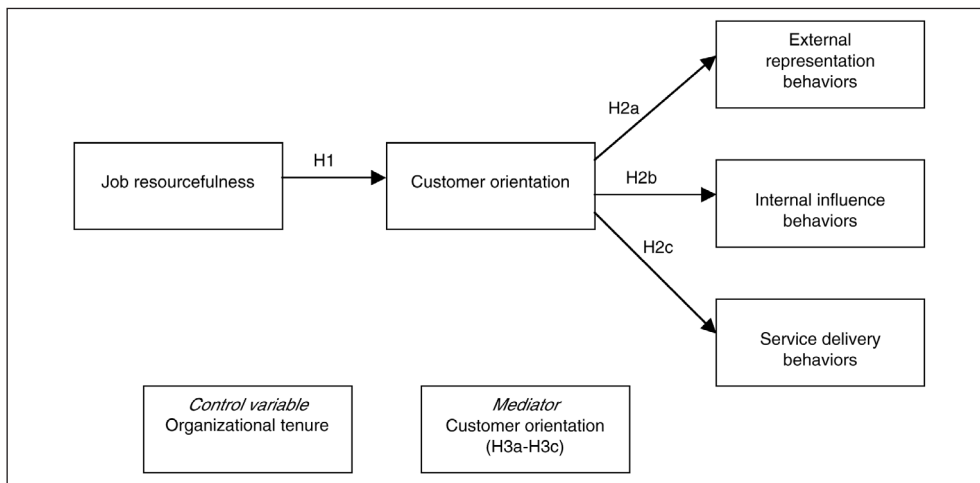 External
representation
behaviors
H2a
H1
Job resourcefulness
Customer orientation
H2b
Internal influence
behaviors
H2c
Service delivery
behaviors
Control variable
Organizational tenure
Mediator
Customer orientation
(H3a-H3c)